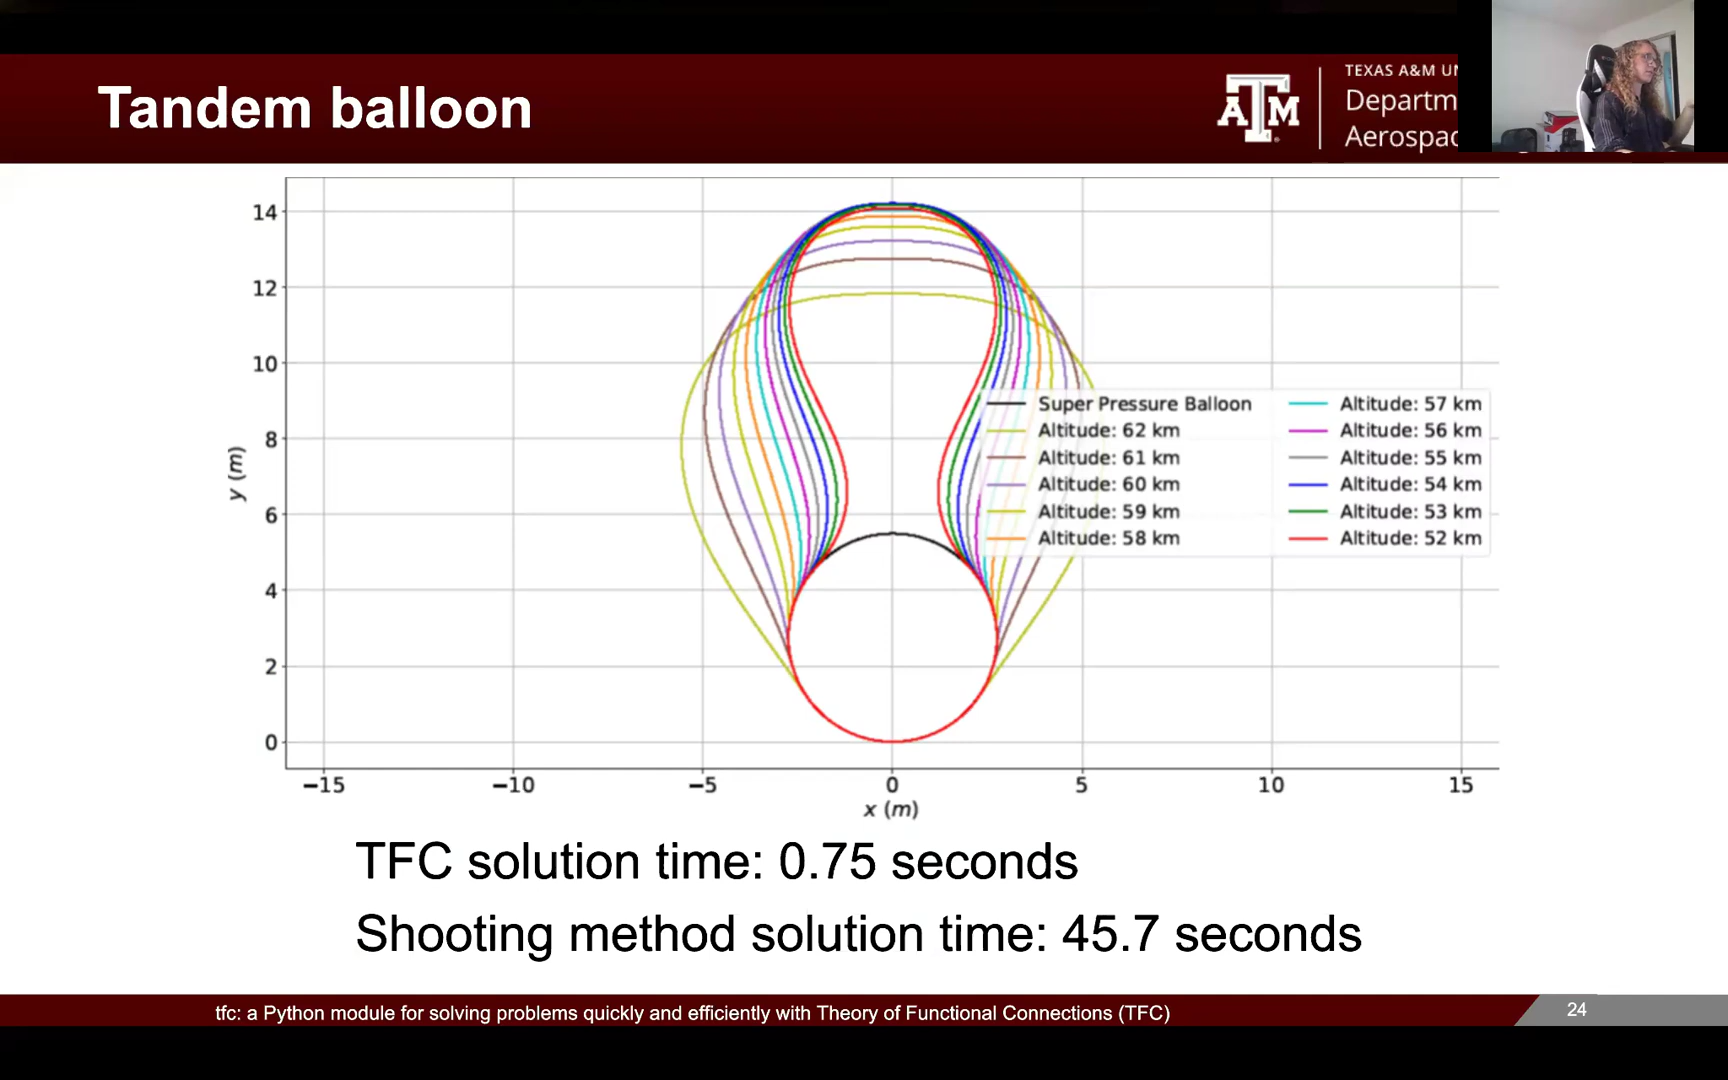 Tandem balloon
TEXAS A&M UN
Departm
Aerospac
ATM
14
12
10
8
6
4
2
0
y (m)
−15
−10
−5
0
5
10
15
x (m)
Super Pressure Balloon
Altitude: 62 km
Altitude: 61 km
Altitude: 60 km
Altitude: 59 km
Altitude: 58 km
Altitude: 57 km
Altitude: 56 km
Altitude: 55 km
Altitude: 54 km
Altitude: 53 km
Altitude: 52 km
TFC solution time: 0.75 seconds
Shooting method solution time: 45.7 seconds
tfc: a Python module for solving problems quickly and efficiently with Theory of Functional Connections (TFC)
24